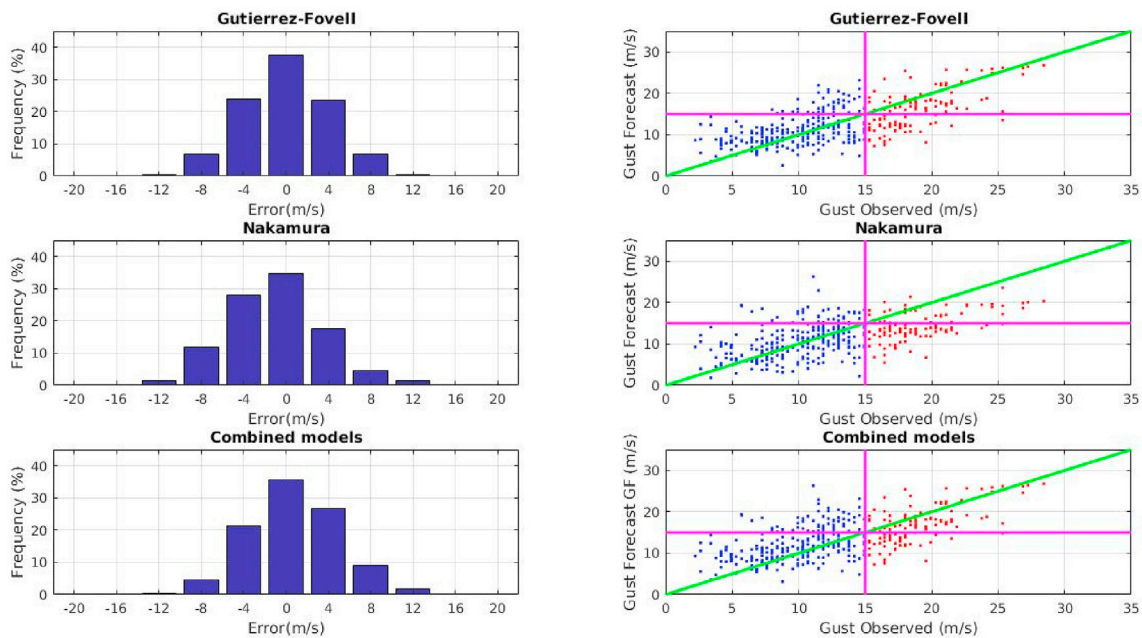 Gutierrez-Fovell
Frequency (%)
40
30
20
10
0
-20 -16 -12 -8 -4 0 4 8 12 16 20
Error(m/s)
Gutierrez-Fovell
Gust Forecast (m/s)
30
20
10
0
0 5 10 15 20 25 30 35
Gust Observed (m/s)
Nakamura
Frequency (%)
40
30
20
10
0
-20 -16 -12 -8 -4 0 4 8 12 16 20
Error(m/s)
Nakamura
Gust Forecast (m/s)
30
20
10
0
0 5 10 15 20 25 30 35
Gust Observed (m/s)
Combined models
Frequency (%)
40
30
20
10
0
-20 -16 -12 -8 -4 0 4 8 12 16 20
Error(m/s)
Combined models
Gust Forecast GF (m/s)
30
20
10
0
0 5 10 15 20 25 30 35
Gust Observed (m/s)